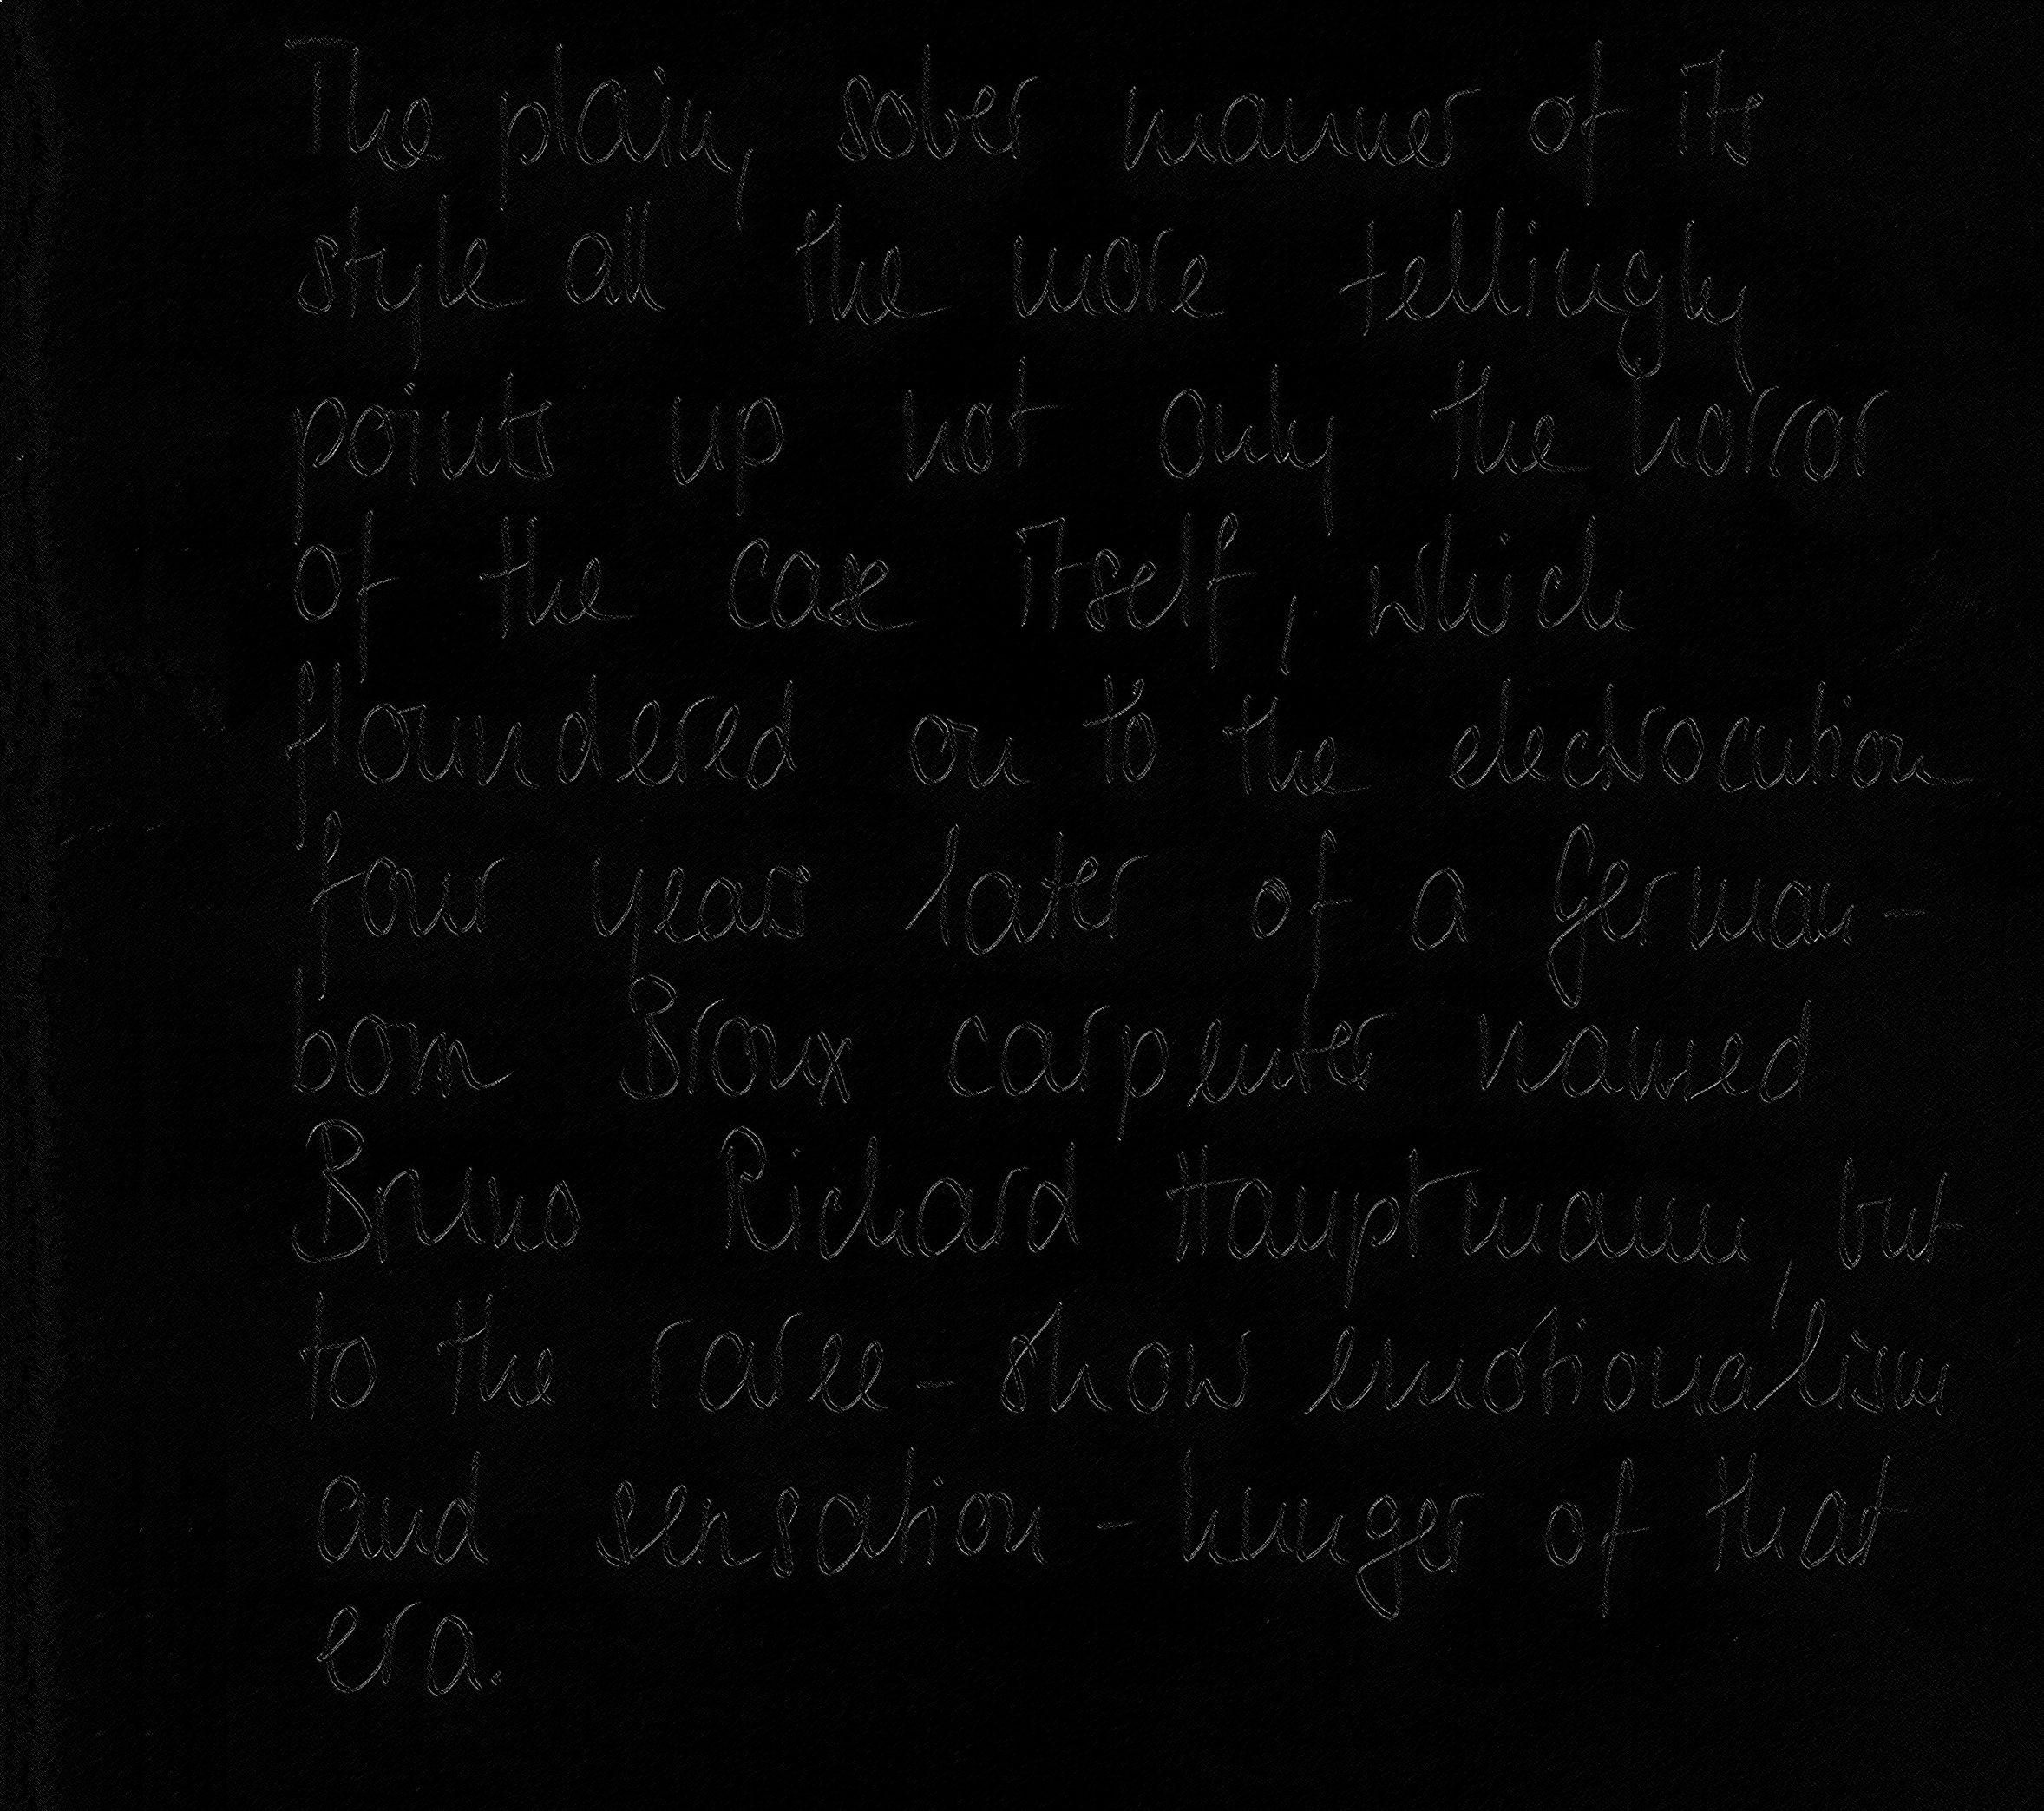 The plain, sober manner of its
style all the more tellingly
points up not only the horror
of the case itself, which
floundered on to the electrocution
four years later of a German-
born Bronx carpenter named
Bruno Richard Hauptmann, but
to the raree-show emotionalism
and sensation-hunger of that
era.